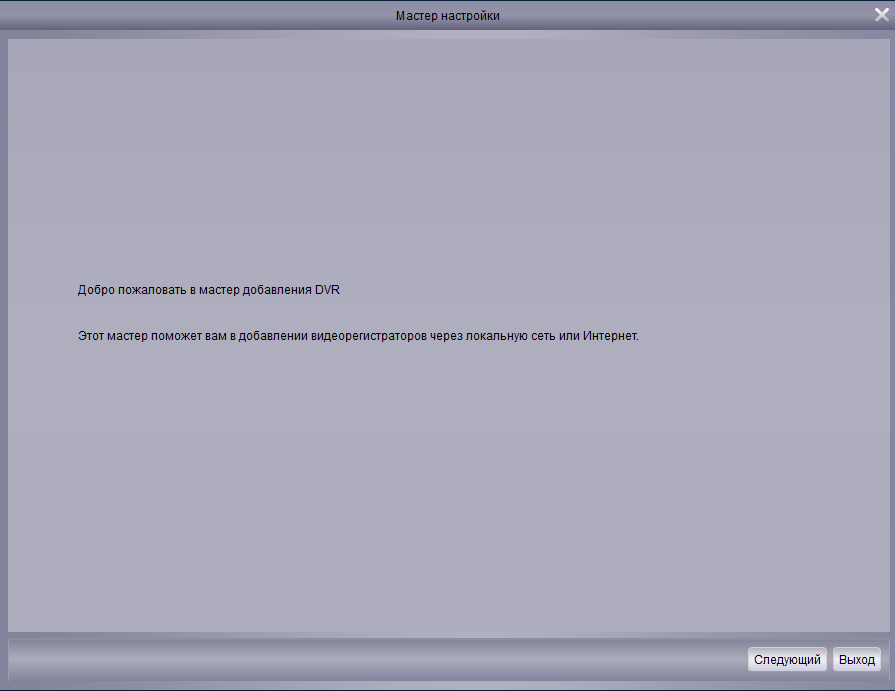 Мастер настройки
Добро пожаловать в мастер добавления DVR
Этот мастер поможет вам в добавлении видеорегистраторов через локальную сеть или Интернет.
Следующий
Выход